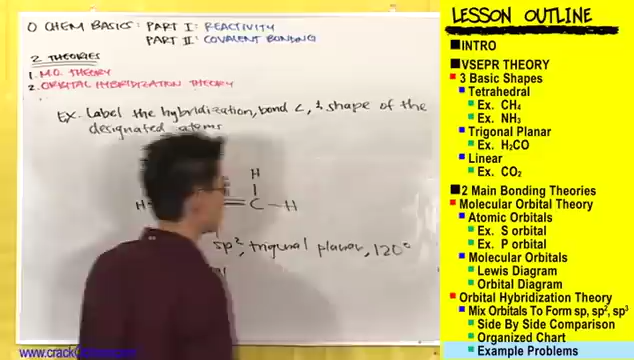 O CHEM BASICS: PART I: REACTIVITY
PART II: COVALENT BONDING
2 THEORIES
1. M.O. THEORY
2. ORBITAL HYBRIDIZATION THEORY
Ex. Label the hybridization, bond <, & shape of the
designated atoms
H
H
C-H
sp², trigonal planar, 120°
LESSON OUTLINE
INTRO
VSEPR THEORY
3 Basic Shapes
Tetrahedral
Ex. CH4
Ex. NH3
Trigonal Planar
Ex. H2CO
Linear
Ex. CO2
2 Main Bonding Theories
Molecular Orbital Theory
Atomic Orbitals
Ex. S orbital
Ex. P orbital
Molecular Orbitals
Lewis Diagram
Orbital Diagram
Orbital Hybridization Theory
Mix Orbitals To Form sp, sp², sp³
Side By Side Comparison
Organized Chart
Example Problems